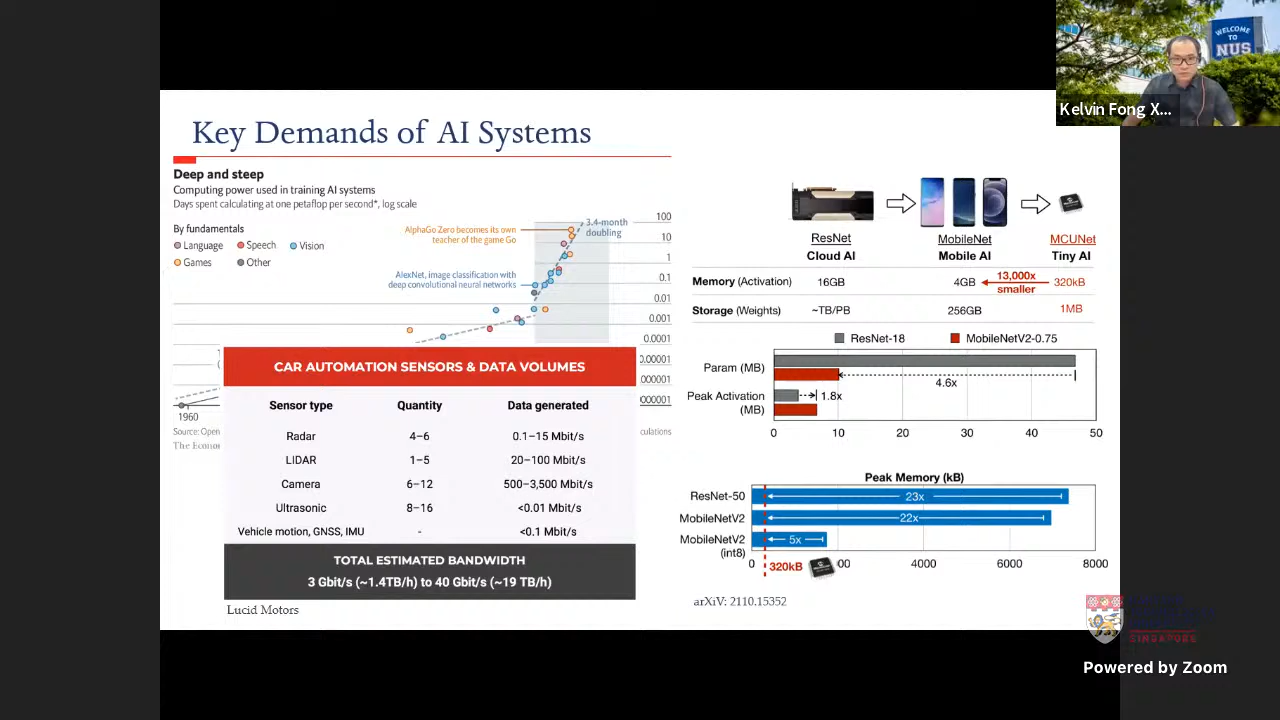 WELCOME
TO
NUS
Kelvin Fong X...
Key Demands of AI Systems
Deep and steep
Computing power used in training AI systems
Days spent calculating at one petaflop per second*, log scale
By fundamentals
Language
Speech
Vision
Games
Other
AlphaGo Zero becomes its own
teacher of the game Go
AlexNet, image classification with
deep convolutional neural networks
3.4-month
doubling
100
10
1
0.1
0.01
0.001
0.0001
0.00001
000001
000001
1960
Source: Open
culations
The Econo
CAR AUTOMATION SENSORS & DATA VOLUMES
Sensor type Quantity Data generated
Radar 4–6 0.1–15 Mbit/s
LIDAR 1–5 20–100 Mbit/s
Camera 6–12 500–3,500 Mbit/s
Ultrasonic 8–16 <0.01 Mbit/s
Vehicle motion, GNSS, IMU - <0.1 Mbit/s
TOTAL ESTIMATED BANDWIDTH
3 Gbit/s (~1.4TB/h) to 40 Gbit/s (~19 TB/h)
Lucid Motors
ResNet MobileNet MCUNet
Cloud AI Mobile AI Tiny AI
Memory (Activation) 16GB 4GB 13,000x smaller 320kB
Storage (Weights) ~TB/PB 256GB 1MB
ResNet-18 MobileNetV2-0.75
Param (MB)
4.6x
Peak Activation
(MB)
1.8x
0 10 20 30 40 50
Peak Memory (kB)
ResNet-50 23x
MobileNetV2 22x
MobileNetV2
(int8)
5x
0 320kB 00 4000 6000 8000
arXiV: 2110.15352
SINGAPORE
Powered by Zoom